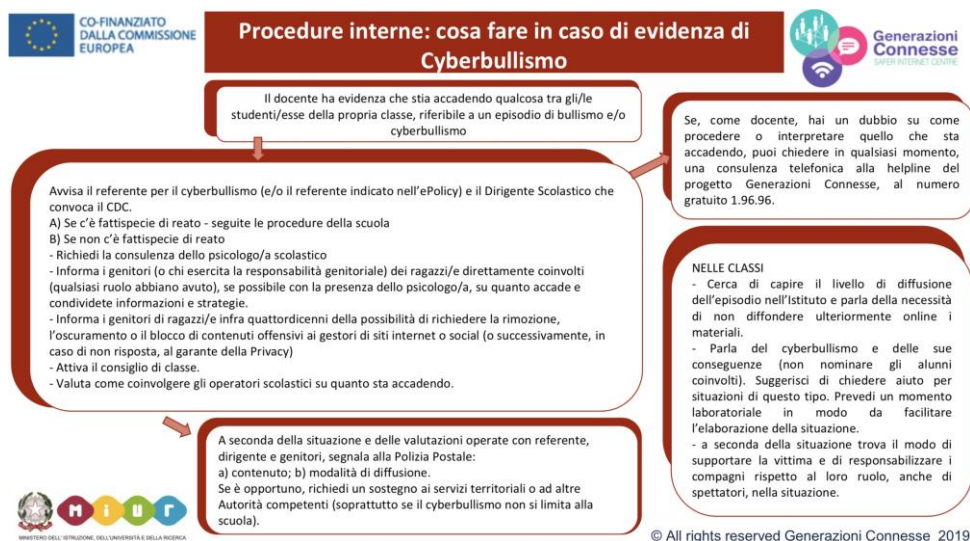 CO-FINANZIATO
DALLA COMMISSIONE
EUROPEA
Procedure interne: cosa fare in caso di evidenza di
Cyberbullismo
Generazioni
Connesse
SAFER INTERNET CENTRE
Il docente ha evidenza che stia accadendo qualcosa tra gli/le
studenti/esse della propria classe, riferibile a un episodio di bullismo e/o
cyberbullismo
Se, come docente, hai un dubbio su come
procedere o interpretare quello che sta
accadendo, puoi chiedere in qualsiasi momento,
una consulenza telefonica alla helpline del
progetto Generazioni Connesse, al numero
gratuito 1.96.96.
Avvisa il referente per il cyberbullismo (e/o il referente indicato nell'ePolicy) e il Dirigente Scolastico che
convoca il CDC.
A) Se c'è fattispecie di reato - seguite le procedure della scuola
B) Se non c'è fattispecie di reato
- Richiedi la consulenza dello psicologo/a scolastico
- Informa i genitori (o chi esercita la responsabilità genitoriale) dei ragazzi/e direttamente coinvolti
(qualsiasi ruolo abbiano avuto), se possibile con la presenza dello psicologo/a, su quanto accade e
condividete informazioni e strategie.
- Informa i genitori di ragazzi/e infra quattordicenni della possibilità di richiedere la rimozione,
l'oscuramento o il blocco di contenuti offensivi ai gestori di siti internet o social (o successivamente, in
caso di non risposta, al garante della Privacy)
- Attiva il consiglio di classe.
- Valuta come coinvolgere gli operatori scolastici su quanto sta accadendo.
NELLE CLASSI
- Cerca di capire il livello di diffusione
dell'episodio nell'Istituto e parla della necessità
di non diffondere ulteriormente online i
materiali.
- Parla del cyberbullismo e delle sue
conseguenze (non nominare gli alunni
coinvolti). Suggerisci di chiedere aiuto per
situazioni di questo tipo. Prevedi un momento
laboratoriale in modo da facilitare
l'elaborazione della situazione.
- a seconda della situazione trova il modo di
supportare la vittima e di responsabilizzare i
compagni rispetto al loro ruolo, anche di
spettatori, nella situazione.
A seconda della situazione e delle valutazioni operate con referente,
dirigente e genitori, segnala alla Polizia Postale:
a) contenuto; b) modalità di diffusione.
Se è opportuno, richiedi un sostegno ai servizi territoriali o ad altre
Autorità competenti (soprattutto se il cyberbullismo non si limita alla
scuola).
miur
MINISTERO DELL'ISTRUZIONE, DELL'UNIVERSITÀ E DELLA RICERCA
© All rights reserved Generazioni Connesse 2019